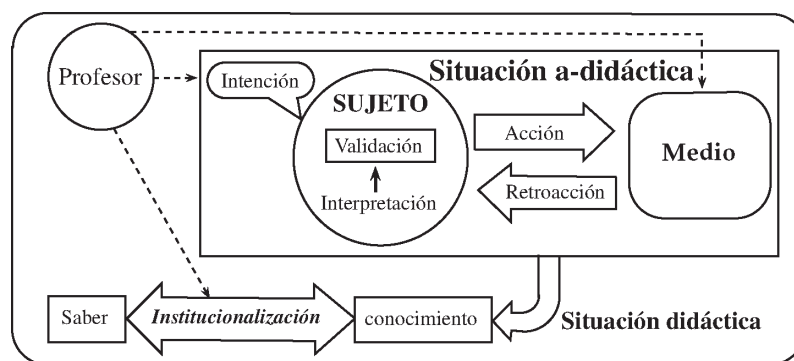 Profesor
Intención
Situación a-didáctica
SUJETO
Validación
Interpretación
Acción
Retroacción
Medio
Saber
Institucionalización
conocimiento
Situación didáctica